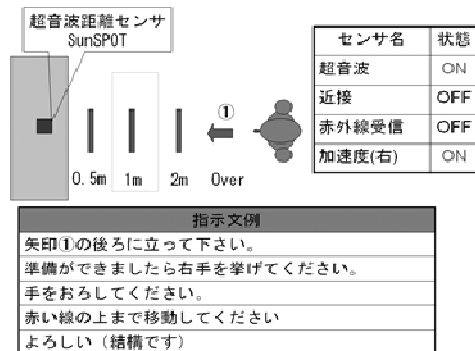 超音波距離センサ
SunSPOT
①
0.5m 1m 2m Over
センサ名 状態
超音波 ON
近接 OFF
赤外線受信 OFF
加速度(右) ON
指示文例
矢印①の後ろに立って下さい。
準備ができましたら右手を挙げてください。
手をおろしてください。
赤い線の上まで移動してください
よろしい（結構です）